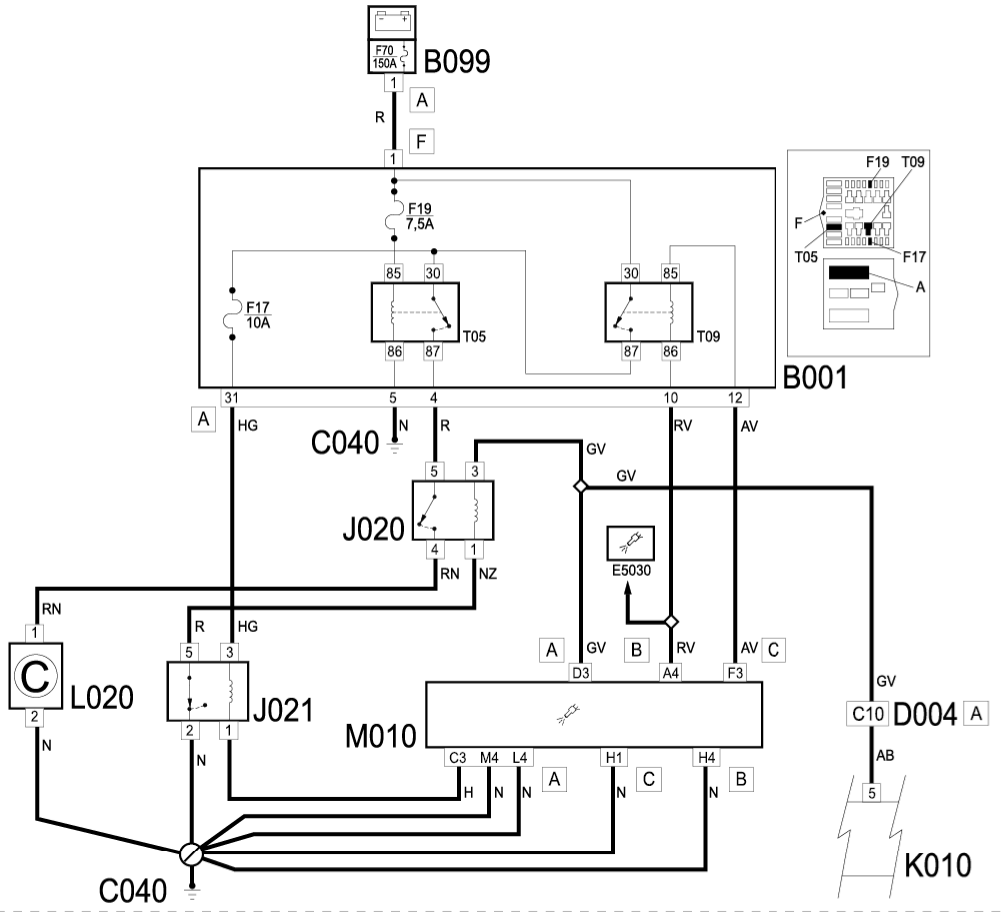 − +
F70
150A
B099
1
A
R
F
1
F19
7,5A
F19 T09
F
T05
F17
A
85 30
30 85
F17
10A
T05
T09
86 87
87 86
B001
31 5 4 10 12
A
HG
N
R
RV
AV
C040
GV
GV
5 3
J020
4 1
RN NZ
E5030
RN
R
HG
1
5 3
A
GV
B
RV
AV
C
D3 A4 F3
C
L020
J021
M010
GV
C10
D004
A
2
2 1
C3 M4 L4
A
H1
C
H4
B
AB
N
N
H
N
N
N
N
5
K010
C040